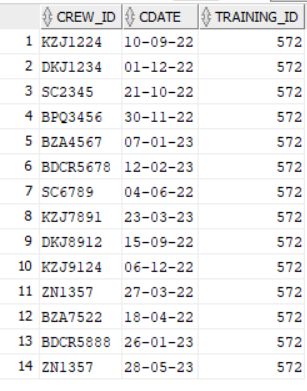 CREW_ID CDATE TRAINING_ID
1 KZJ1224 10-09-22 572
2 DKJ1234 01-12-22 572
3 SC2345 21-10-22 572
4 BPQ3456 30-11-22 572
5 BZA4567 07-01-23 572
6 BDCR5678 12-02-23 572
7 SC6789 04-06-22 572
8 KZJ7891 23-03-23 572
9 DKJ8912 15-09-22 572
10 KZJ9124 06-12-22 572
11 ZN1357 27-03-22 572
12 BZA7522 18-04-22 572
13 BDCR5888 26-01-23 572
14 ZN1357 28-05-23 572